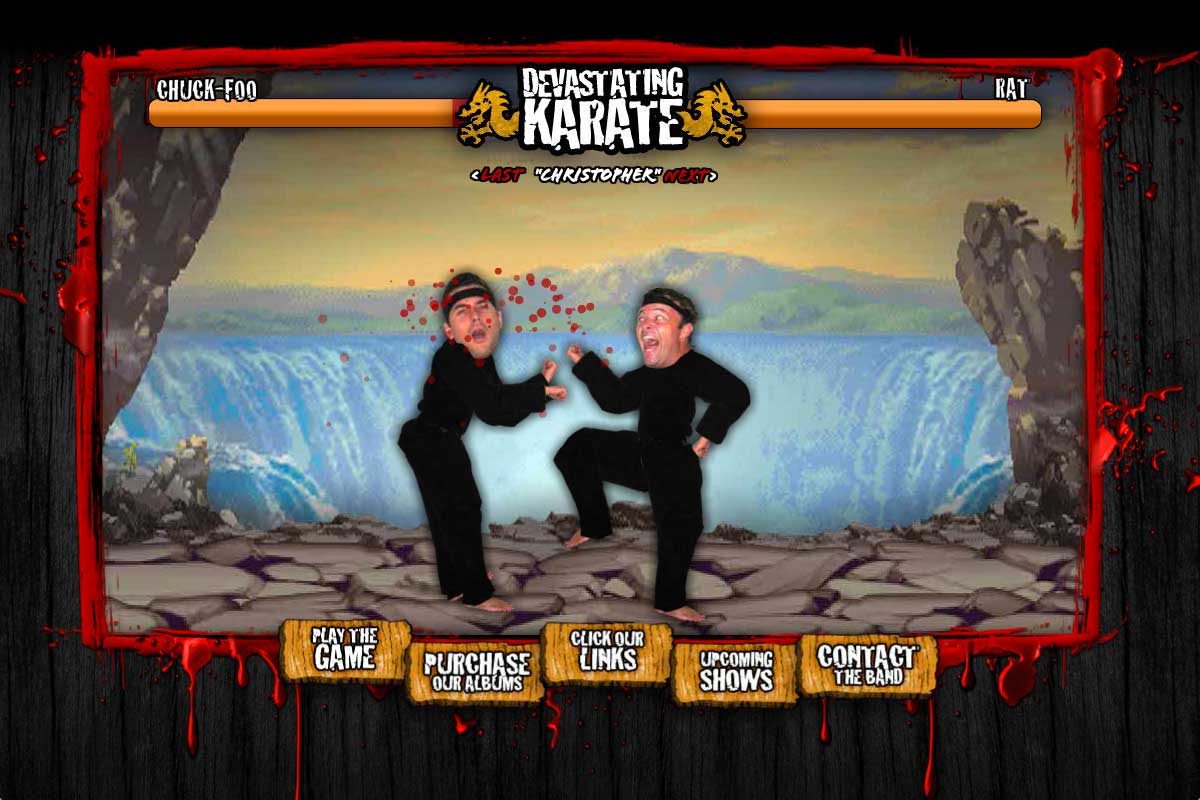 CHUCK-FOO
DEVASTATING
KARATE
RAT
<LAST "CHRISTOPHER" NEXT>
PLAY THE
GAME
PURCHASE
OUR ALBUMS
CLICK OUR
LINKS
UPCOMING
SHOWS
CONTACT
THE BAND